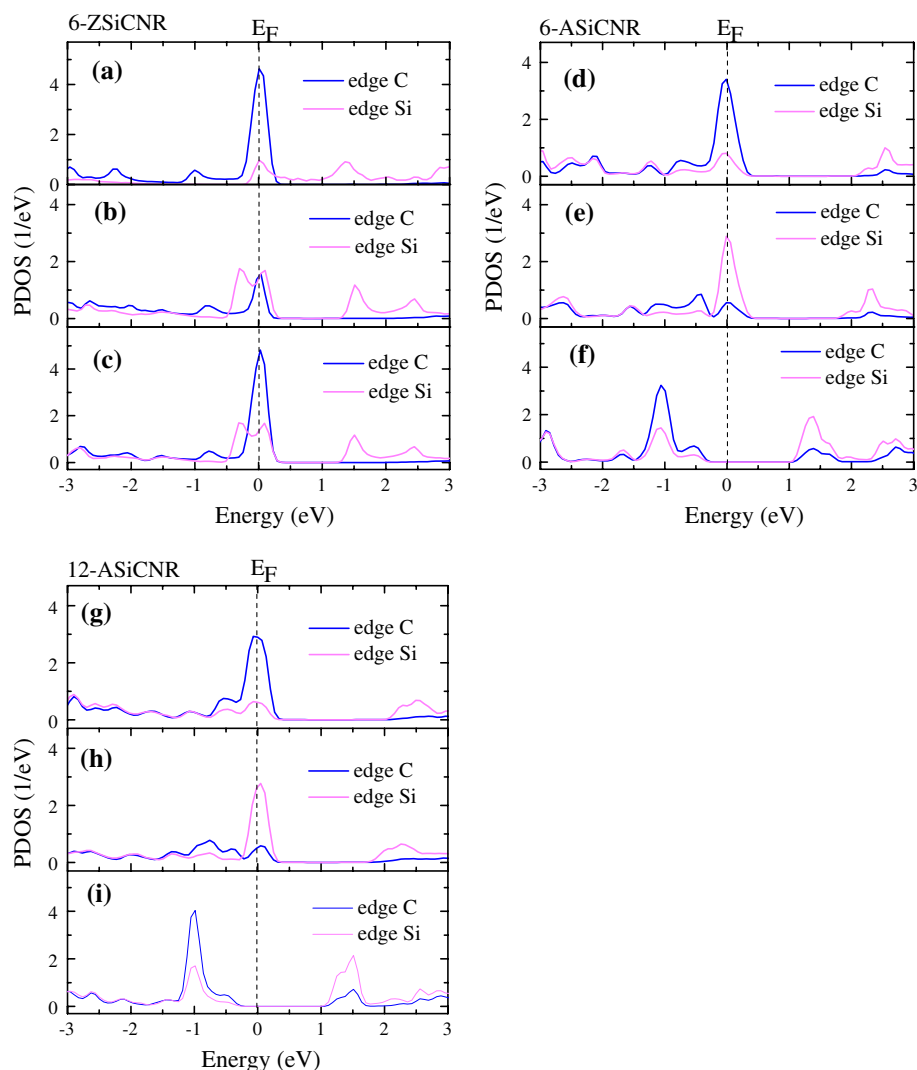 6-ZSiCNR
E_F
(a)
edge C
edge Si
4
2
0
(b)
edge C
edge Si
4
2
0
(c)
edge C
edge Si
4
2
0
PDOS (1/eV)
-3 -2 -1 0 1 2 3
Energy (eV)
6-ASiCNR
E_F
(d)
edge C
edge Si
4
2
0
(e)
edge C
edge Si
4
2
0
(f)
edge C
edge Si
4
2
0
PDOS (1/eV)
-3 -2 -1 0 1 2 3
Energy (eV)
12-ASiCNR
E_F
(g)
edge C
edge Si
4
2
0
(h)
edge C
edge Si
4
2
0
(i)
edge C
edge Si
4
2
0
PDOS (1/eV)
-3 -2 -1 0 1 2 3
Energy (eV)